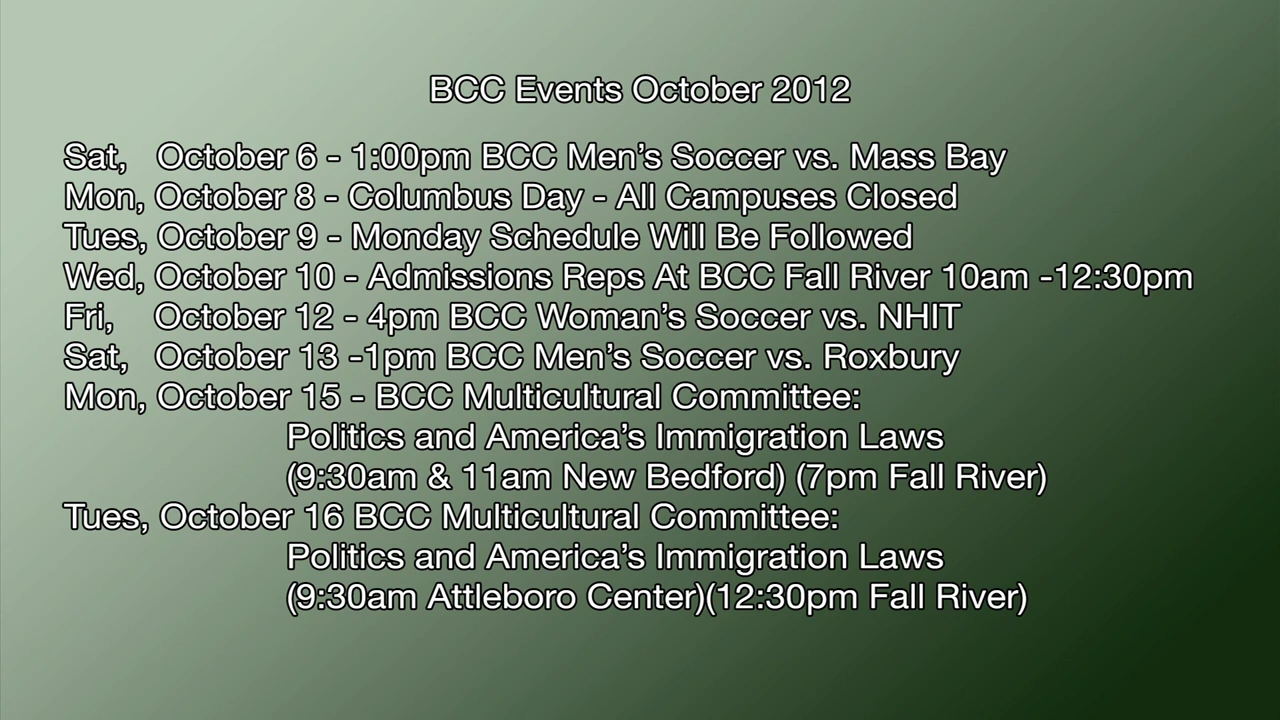 BCC Events October 2012
Sat, October 6 - 1:00pm BCC Men’s Soccer vs. Mass Bay
Mon, October 8 - Columbus Day - All Campuses Closed
Tues, October 9 - Monday Schedule Will Be Followed
Wed, October 10 - Admissions Reps At BCC Fall River 10am -12:30pm
Fri, October 12 - 4pm BCC Woman’s Soccer vs. NHIT
Sat, October 13 -1pm BCC Men’s Soccer vs. Roxbury
Mon, October 15 - BCC Multicultural Committee:
Politics and America’s Immigration Laws
(9:30am & 11am New Bedford) (7pm Fall River)
Tues, October 16 BCC Multicultural Committee:
Politics and America’s Immigration Laws
(9:30am Attleboro Center)(12:30pm Fall River)